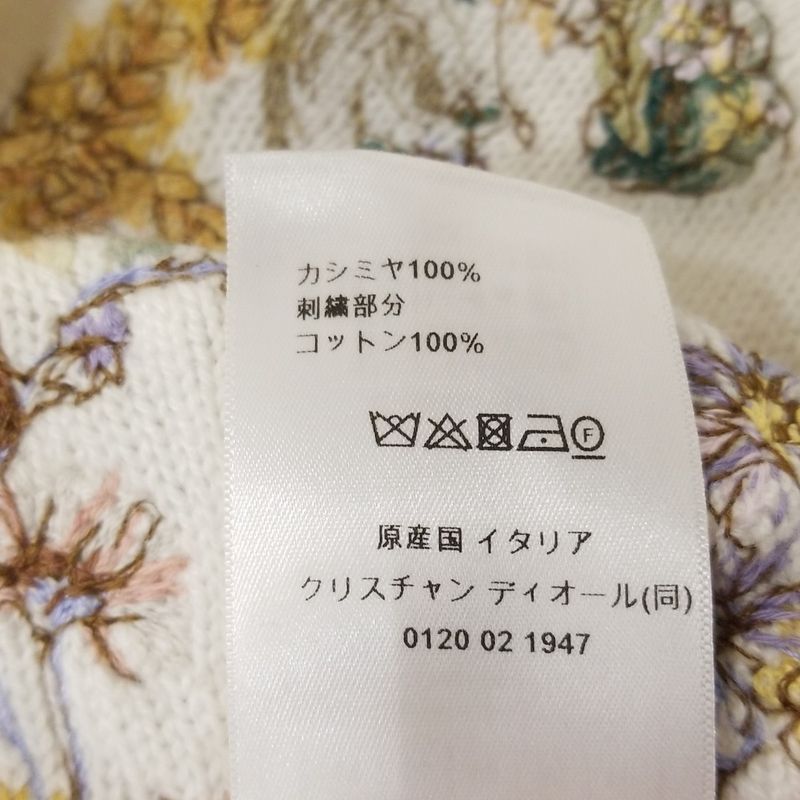 カシミヤ100%
刺繍部分
コットン100%
F
原産国 イタリア
クリスチャン ディオール(同)
0120 02 1947